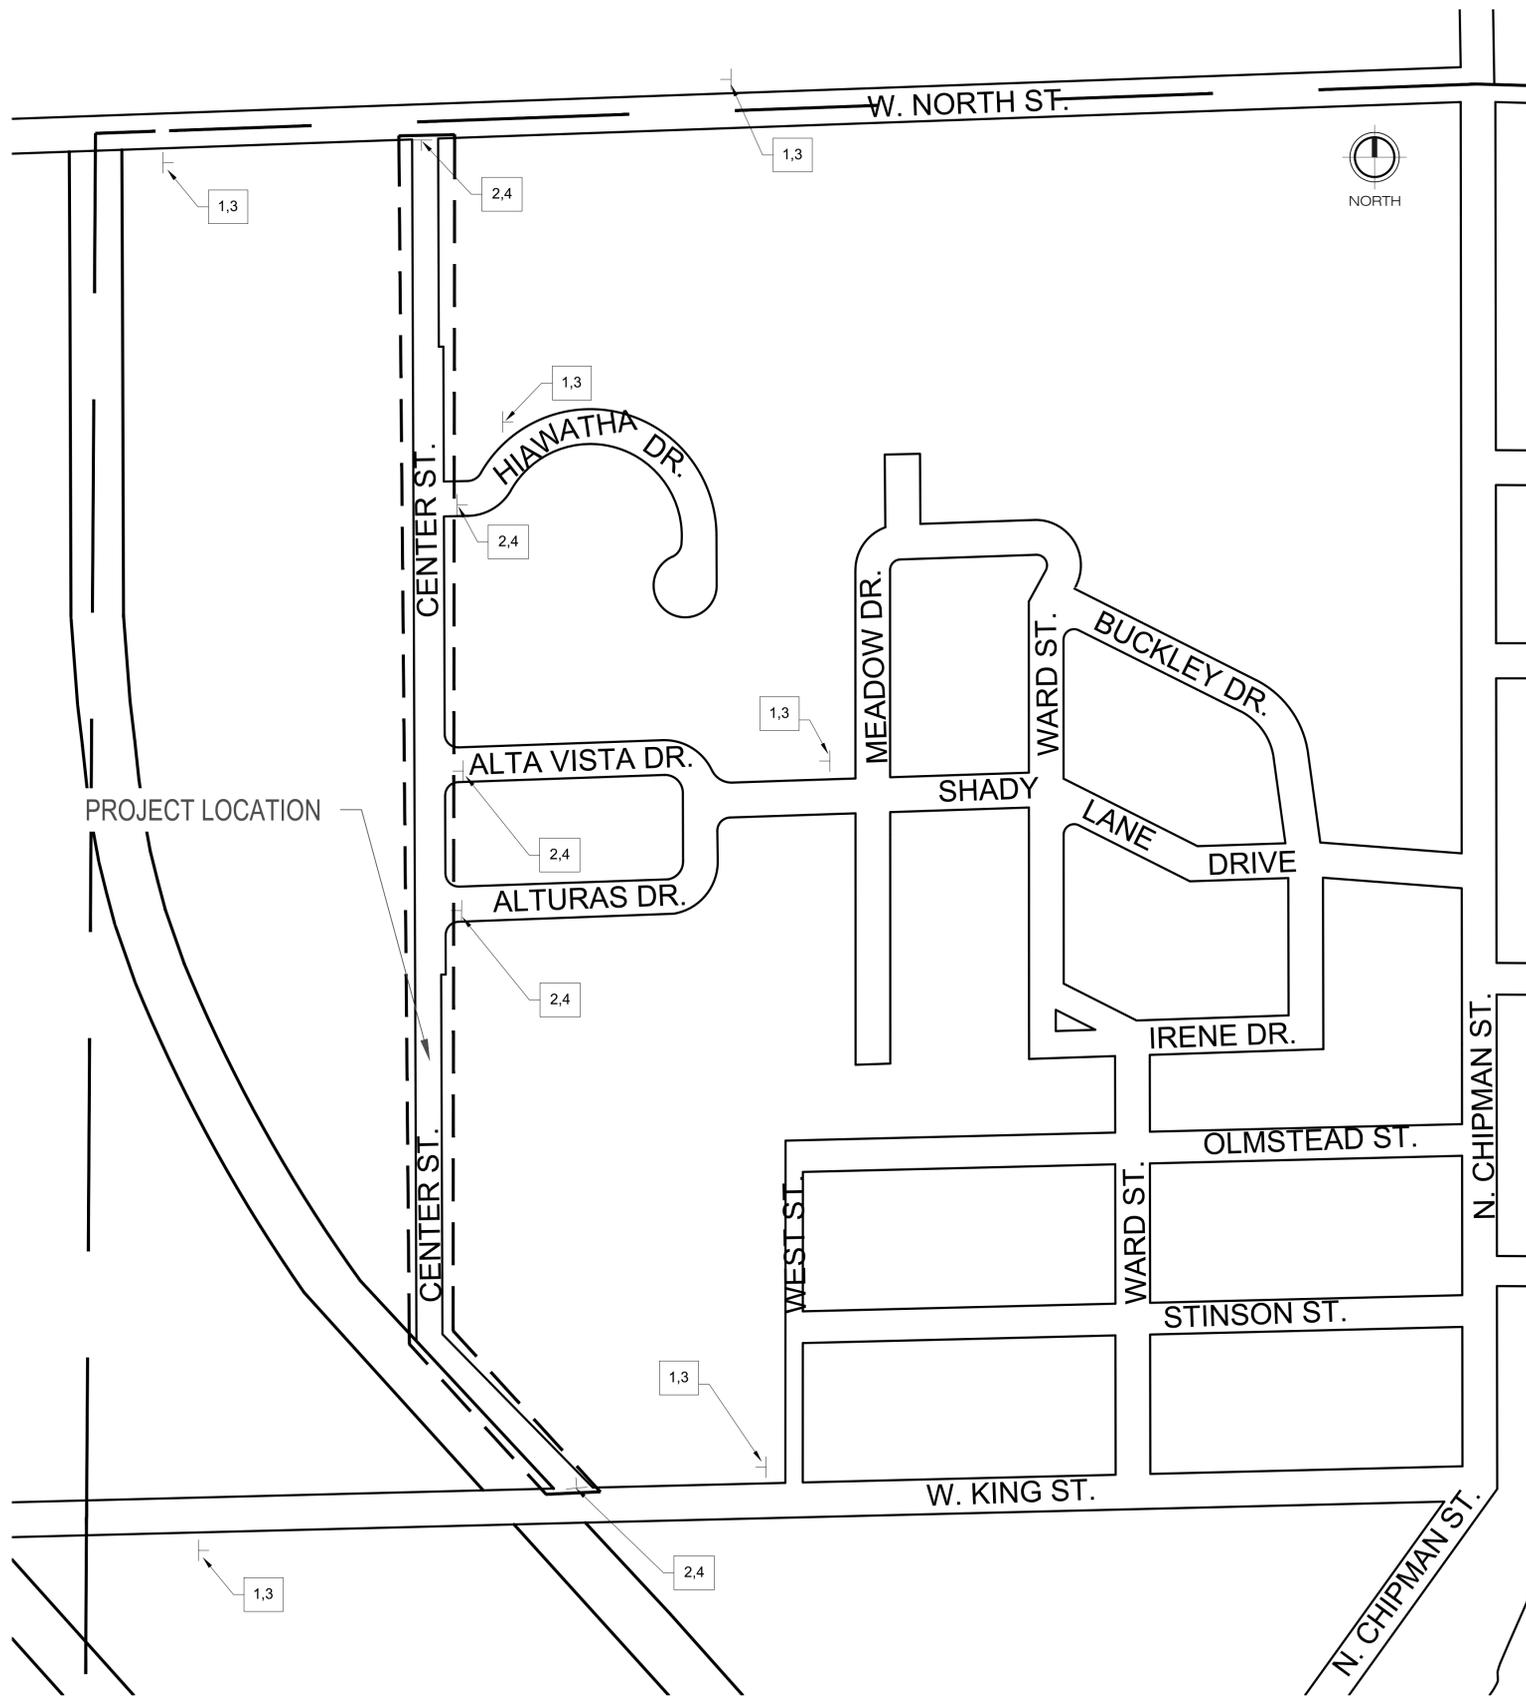 W. NORTH ST.
1,3
NORTH
2,4
1,3
1,3
HIAWATHA DR.
CENTER ST.
2,4
MEADOW DR.
WARD ST.
BUCKLEY DR.
1,3
ALTA VISTA DR.
SHADY LANE DRIVE
PROJECT LOCATION
2,4
ALTURAS DR.
2,4
IRENE DR.
N. CHIPMAN ST.
OLMSTEAD ST.
CENTER ST.
WEST ST.
WARD ST.
STINSON ST.
1,3
W. KING ST.
N. CHIPMAN ST.
2,4
1,3